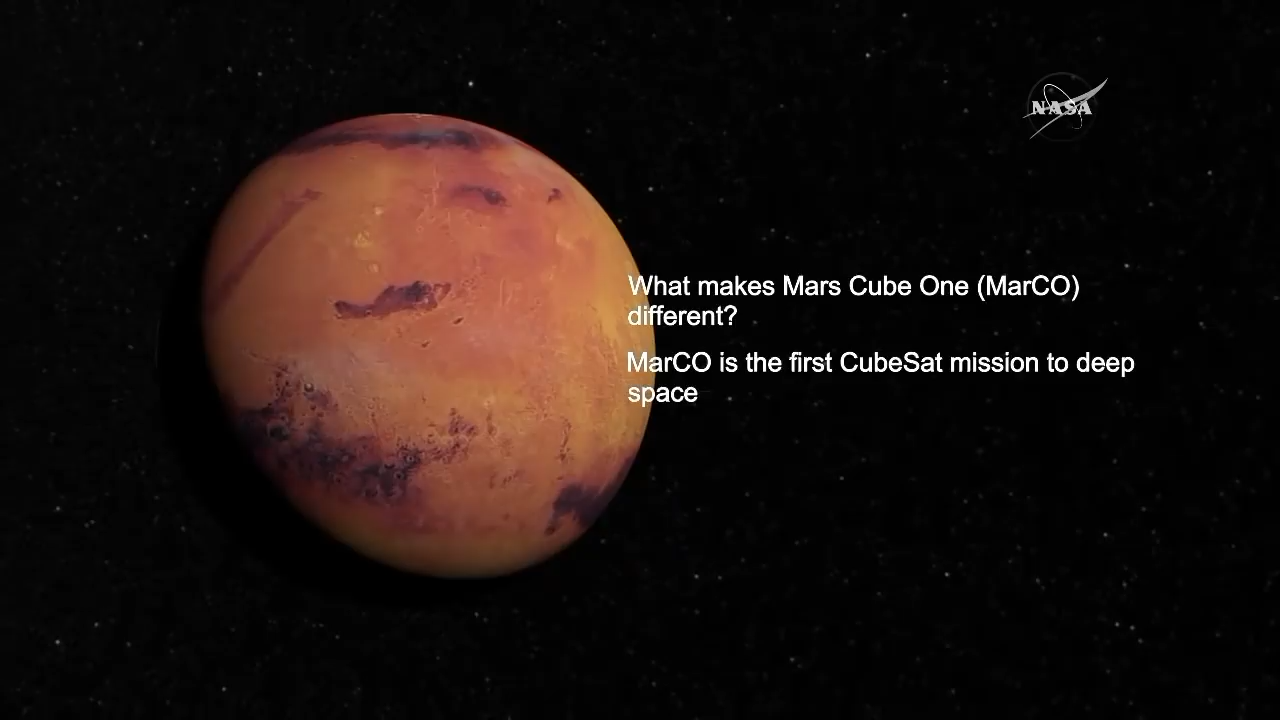 NASA
What makes Mars Cube One (MarCO)
different?
MarCO is the first CubeSat mission to deep
space